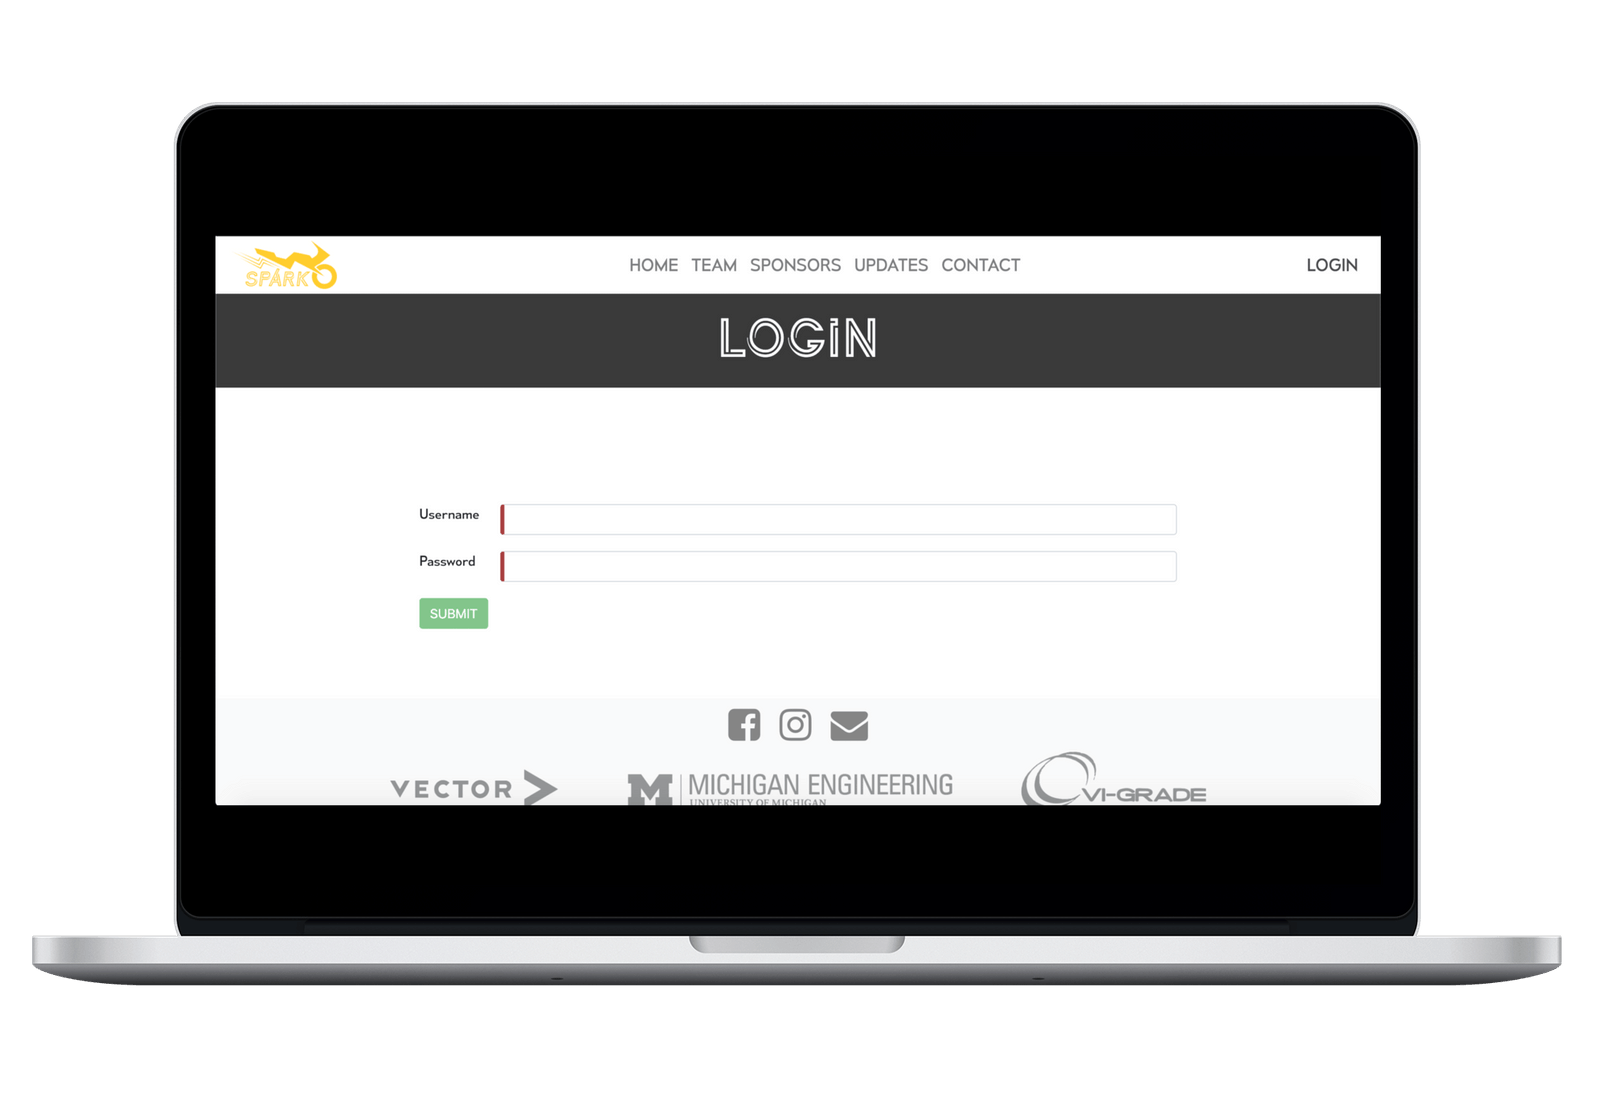 SPARK
HOME TEAM SPONSORS UPDATES CONTACT
LOGIN
LOGIN
Username
Password
SUBMIT
VECTOR
M MICHIGAN ENGINEERING
UNIVERSITY OF MICHIGAN
VI-GRADE